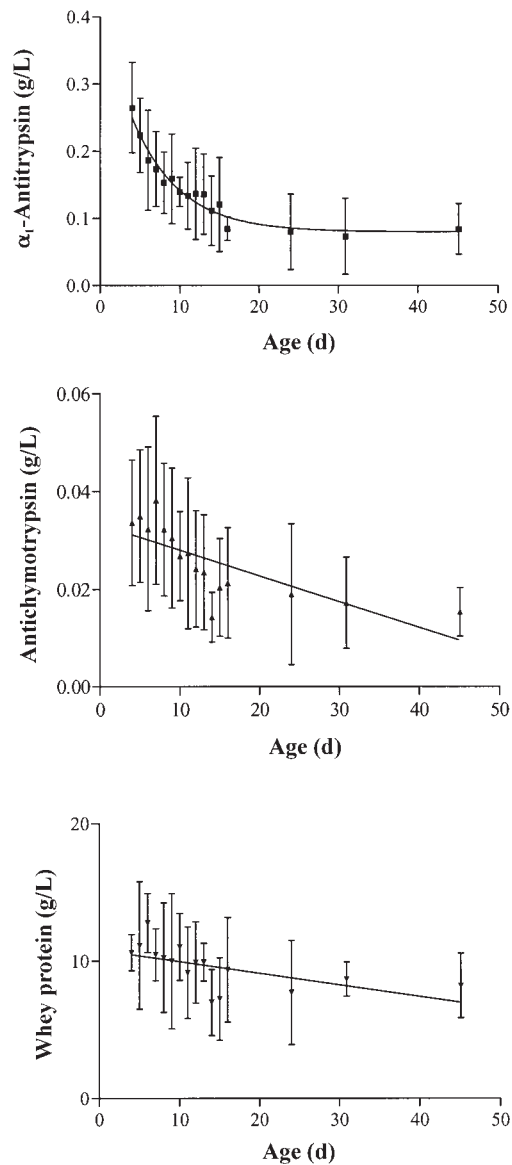 α₁-Antitrypsin (g/L)
0.4
0.3
0.2
0.1
0.0
0 10 20 30 40 50
Age (d)
Antichymotrypsin (g/L)
0.06
0.04
0.02
0.00
0 10 20 30 40 50
Age (d)
Whey protein (g/L)
20
10
0
0 10 20 30 40 50
Age (d)